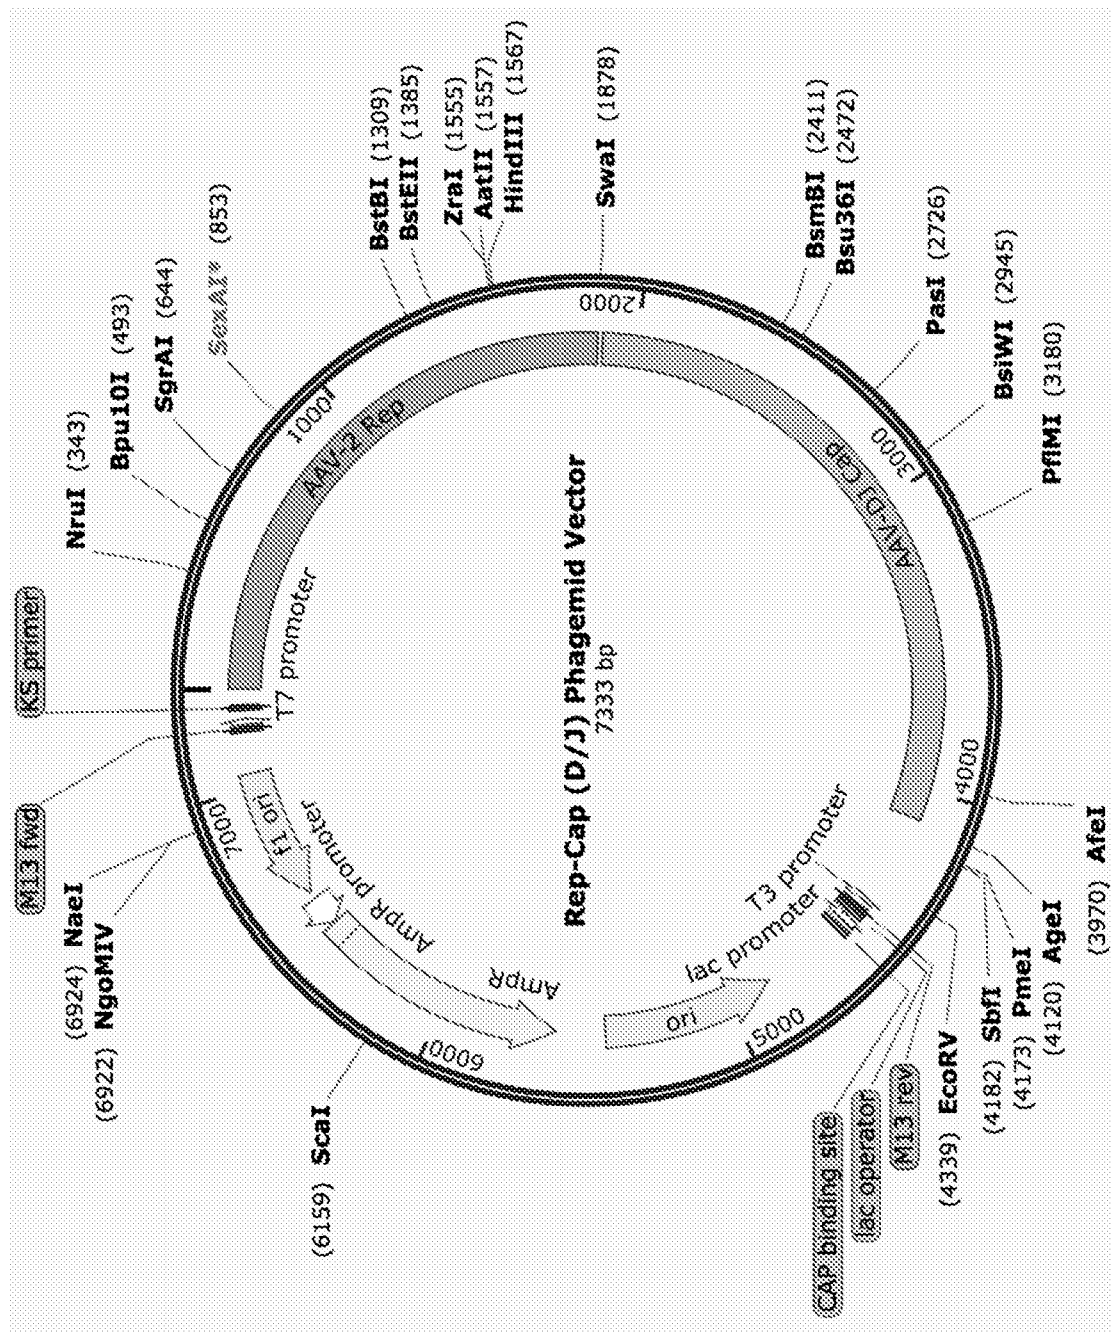 Rep-Cap (D/J) Phagemid Vector
7333 bp
KS primer
NruI (343)
Bpu10I (493)
SgrAI (644)
SexAI* (853)
BstBI (1309)
BstEII (1385)
ZraI (1555)
AatII (1557)
HindIII (1567)
SwaI (1878)
BsmBI (2411)
Bsu36I (2472)
PasI (2726)
BsiWI (2945)
PflMI (3180)
(3970) AfeI
(4120) AgeI
(4173) PmeI
(4182) SbfI
(4339) EcoRV
M13 rev
lac operator
CAP binding site
(6159) ScaI
(6922) NgoMIV
(6924) NaeI
M13 fwd
1000
2000
3000
4000
5000
6000
7000
AAV-2 Rep
AAV-DJ Cap
T3 promoter
lac promoter
ori
AmpR
AmpR promoter
f1 ori
T7 promoter